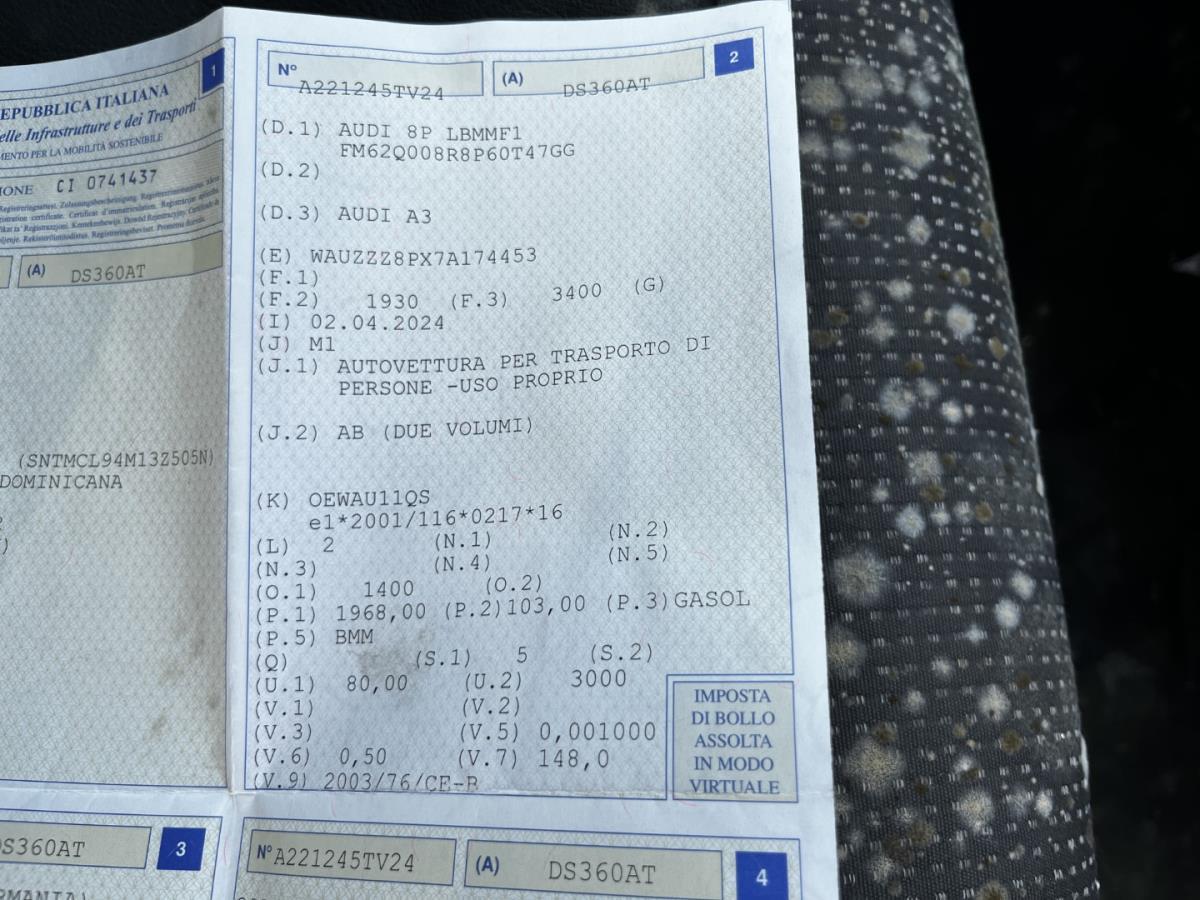 1
REPUBBLICA ITALIANA
delle Infrastrutture e dei Trasporti
MENTO PER LA MOBILITÀ SOSTENIBILE
IONE CI 0741437
(A) DS360AT
(SNTMCL94M13Z505N)
DOMINICANA
2
N° A221245TV24 (A) DS360AT
(D.1) AUDI 8P LBMMF1
FM62Q008R8P60T47GG
(D.2)
(D.3) AUDI A3
(E) WAUZZZ8PX7A174453
(F.1)
(F.2) 1930 (F.3) 3400 (G)
(I) 02.04.2024
(J) M1
(J.1) AUTOVETTURA PER TRASPORTO DI
PERSONE -USO PROPRIO
(J.2) AB (DUE VOLUMI)
(K) OEWAU11QS
e1*2001/116*0217*16
(L) 2 (N.1) (N.2)
(N.3) (N.4) (N.5)
(O.1) 1400 (O.2)
(P.1) 1968,00 (P.2)103,00 (P.3)GASOL
(P.5) BMM
(Q) (S.1) 5 (S.2)
(U.1) 80,00 (U.2) 3000
(V.1) (V.2)
(V.3) (V.5) 0,001000
(V.6) 0,50 (V.7) 148,0
(V.9) 2003/76/CE-B
IMPOSTA
DI BOLLO
ASSOLTA
IN MODO
VIRTUALE
DS360AT 3
RMANIA)
N° A221245TV24 (A) DS360AT 4